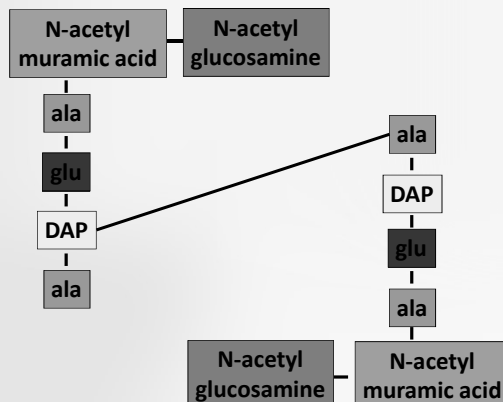 N-acetyl
muramic acid
N-acetyl
glucosamine
ala
glu
DAP
ala
ala
DAP
glu
ala
N-acetyl
glucosamine
N-acetyl
muramic acid